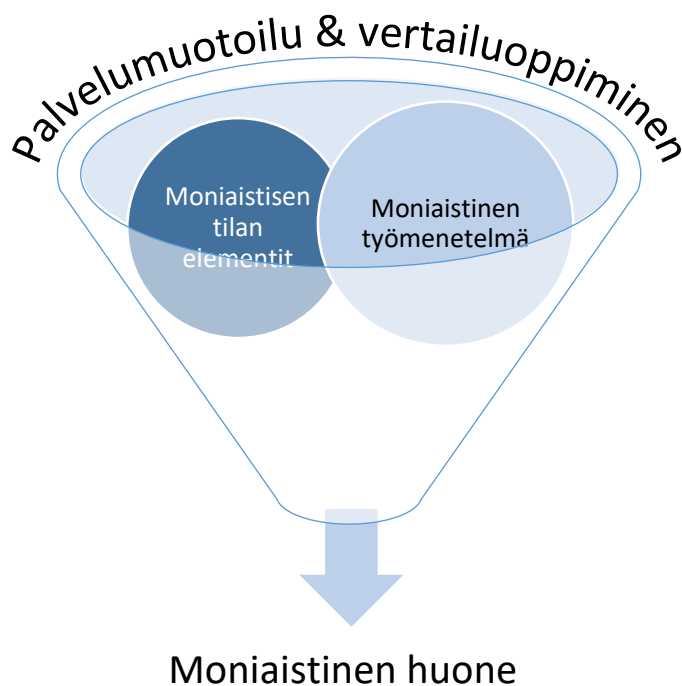 Palvelumuotoilu & vertailuoppiminen
Moniaistisen
tilan
elementit
Moniaistinen
työmenetelmä
Moniaistinen huone